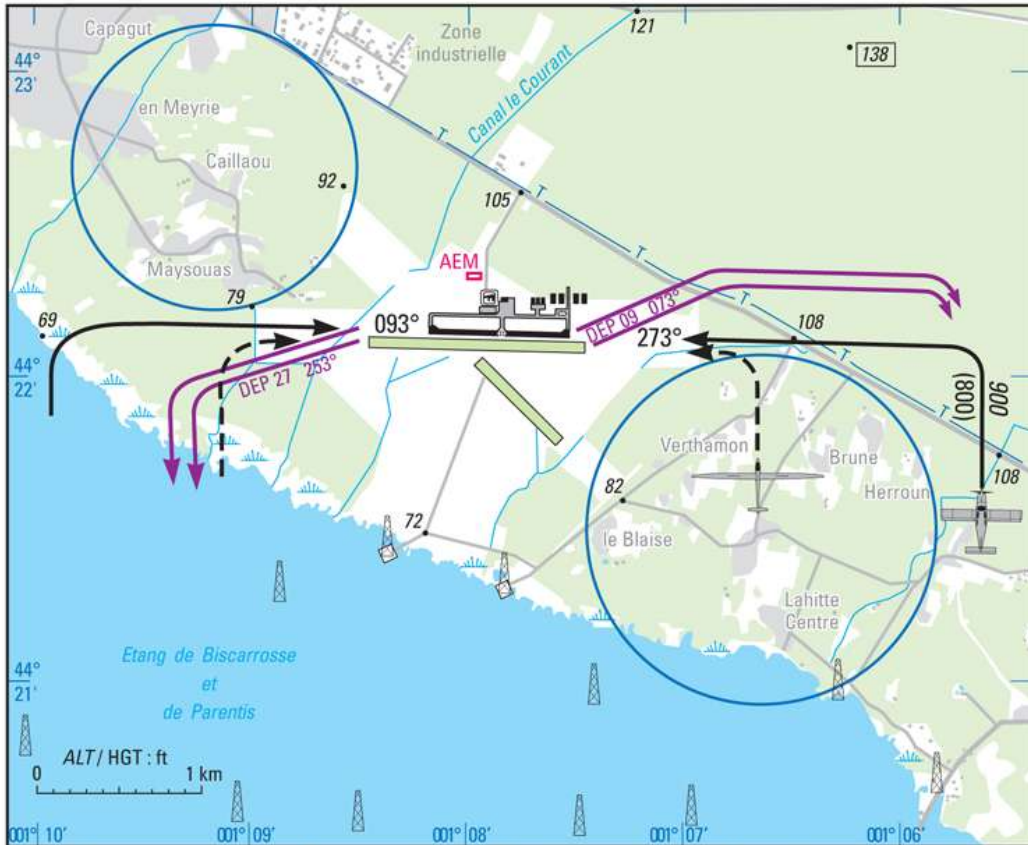 Capagut
Zone
industrielle
121
138
44°
23'
Canal le Courant
T
en Meyrie
Caillaou
92
T
105
T
Maysouas
AEM
T
79
69
093°
DEP 09 073°
273°
108
44°
22'
DEP 27 253°
T
900
(800)
T
Verthamon
Brune
108
Herroun
82
72
le Blaise
Lahitte
Centre
Etang de Biscarrosse
et
de Parentis
44°
21'
ALT / HGT : ft
0 1 km
001° 10' 001° 09' 001° 08' 001° 07' 001° 06'